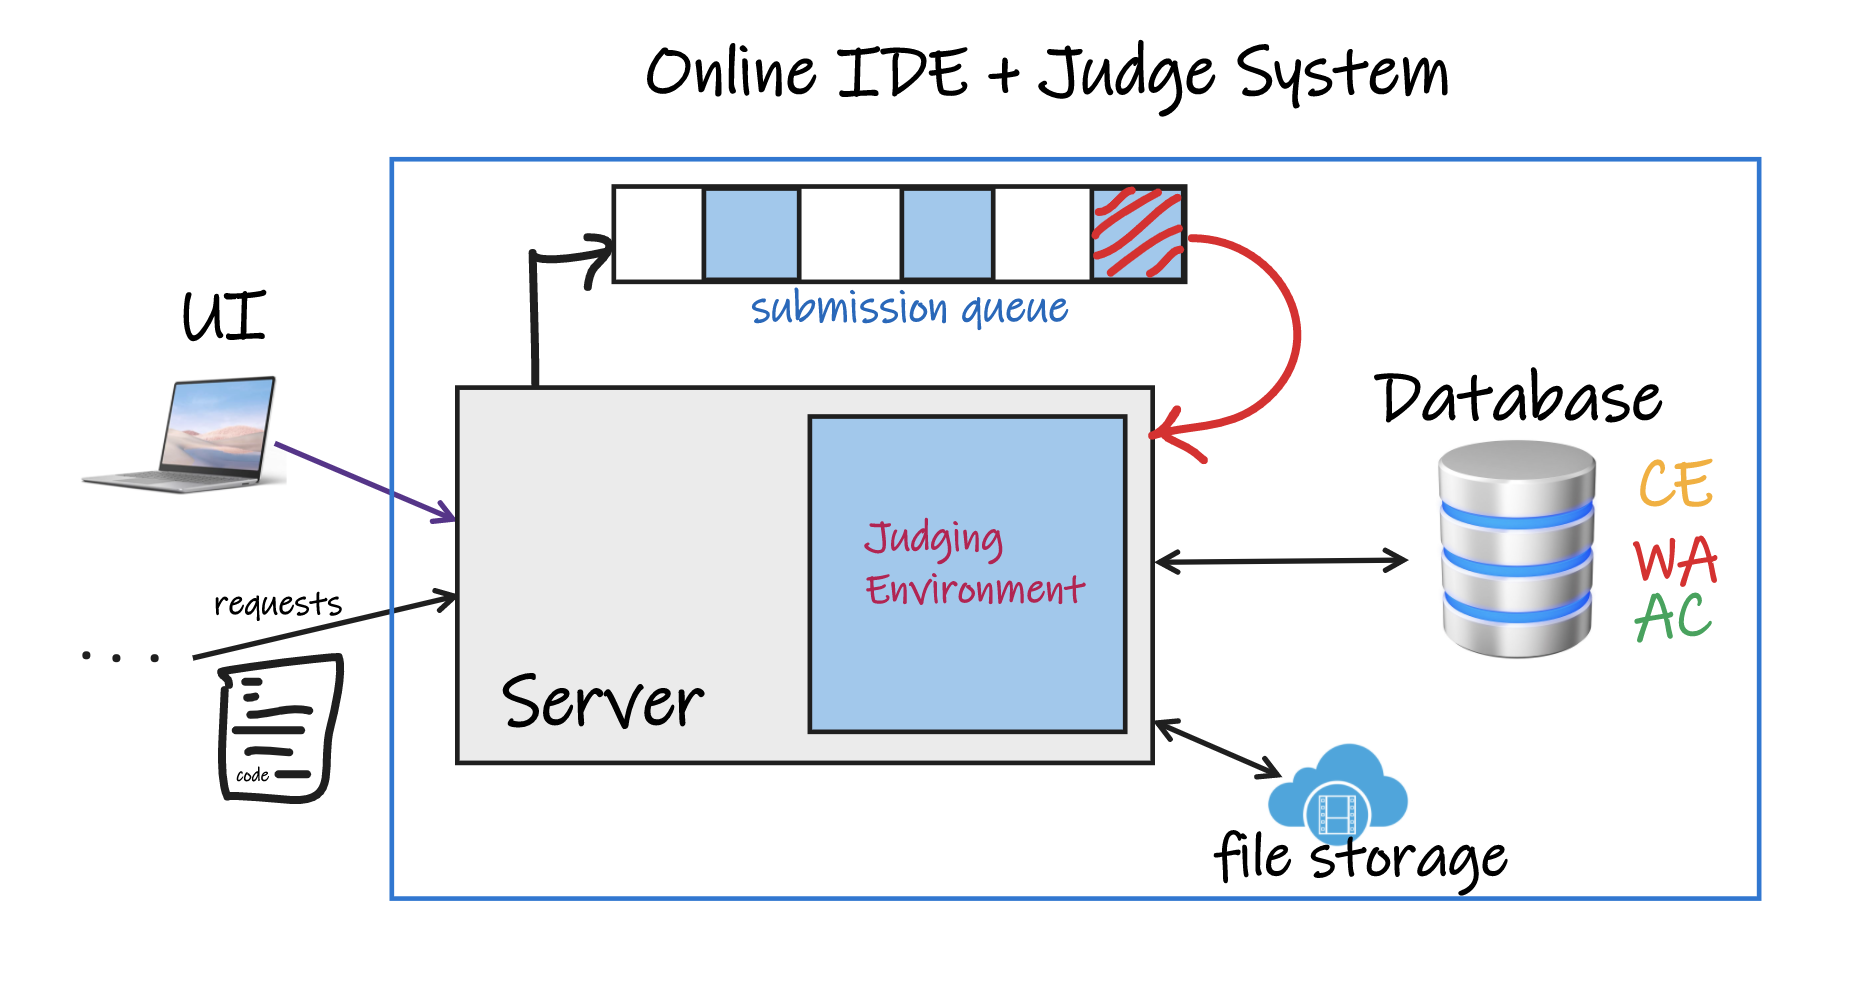 Online IDE + Judge System
submission queue
UI
Database
CE
WA
AC
Judging
Environment
requests
Server
code
file storage